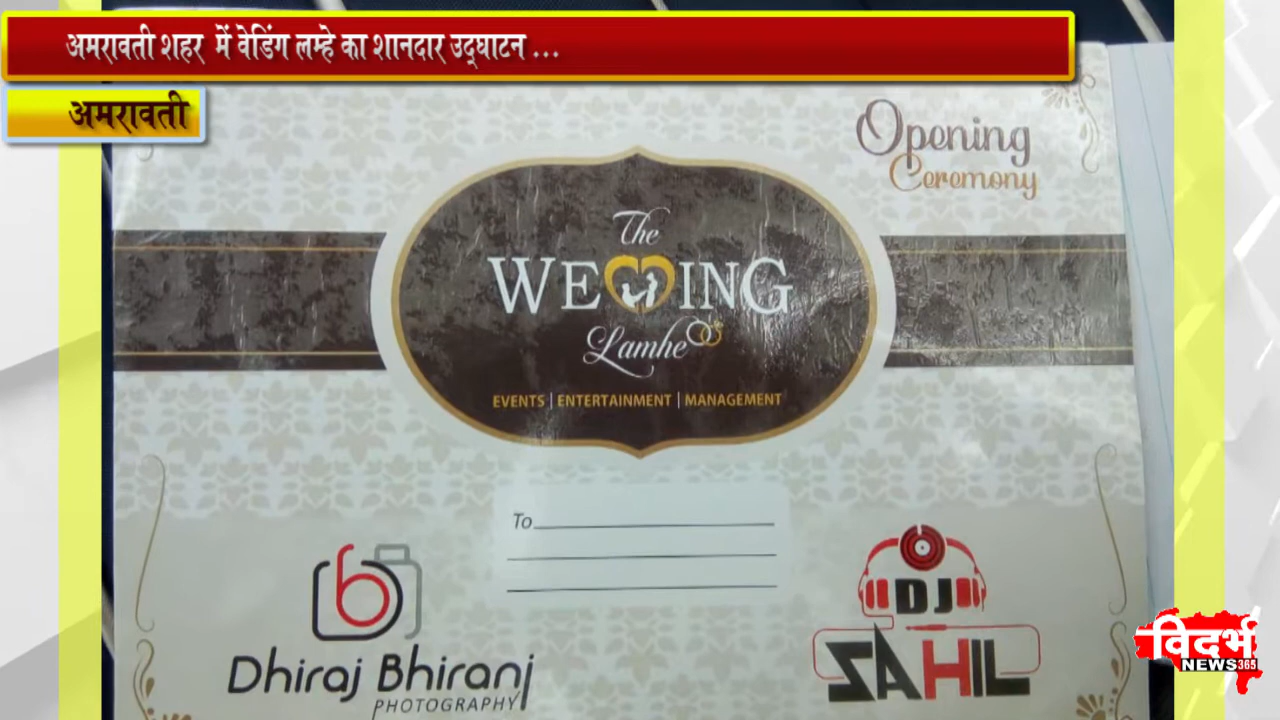 अमरावती शहर में वेडिंग लम्हे का शानदार उद्घाटन ...
अमरावती
Opening
Ceremony
The
WEDDING
Lamhe
EVENTS | ENTERTAINMENT | MANAGEMENT
To
DJ
SAHIL
Dhiraj Bhiranj
PHOTOGRAPHY
विदर्भ
NEWS365